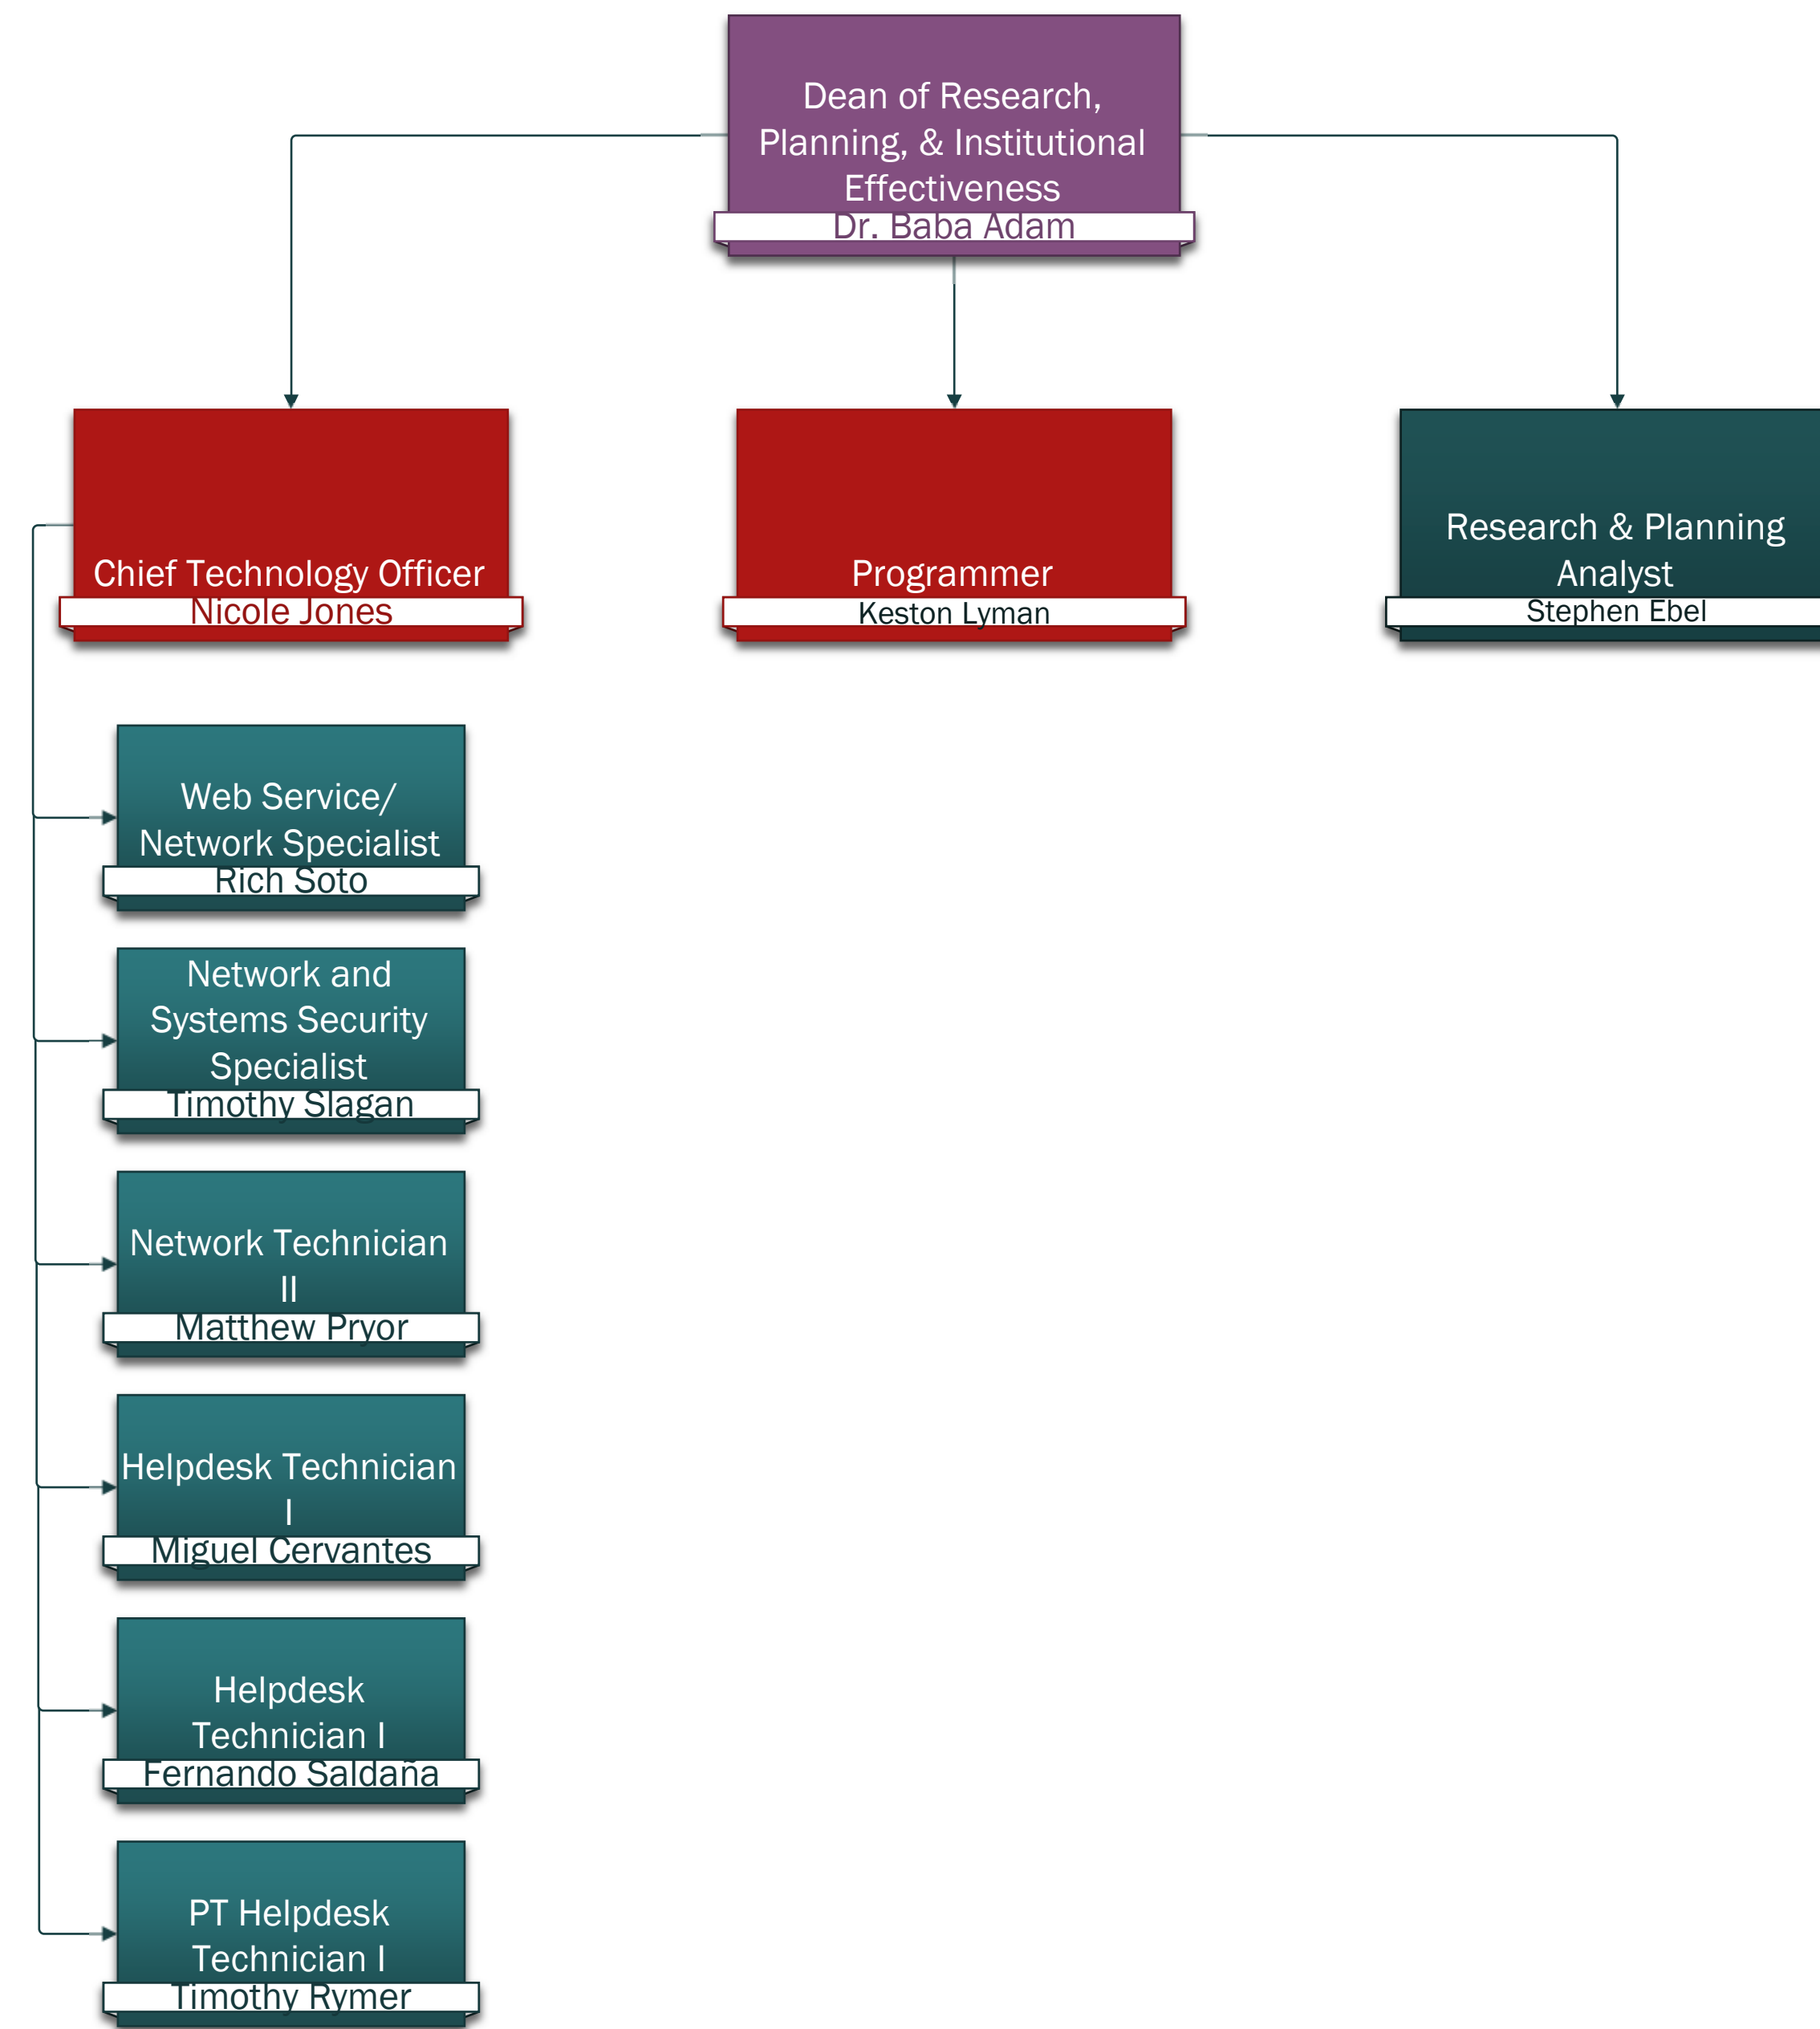 Dean of Research,
Planning, & Institutional
Effectiveness
Dr. Baba Adam
Chief Technology Officer
Nicole Jones
Programmer
Keston Lyman
Research & Planning
Analyst
Stephen Ebel
Web Service/
Network Specialist
Rich Soto
Network and
Systems Security
Specialist
Timothy Slagan
Network Technician
II
Matthew Pryor
Helpdesk Technician
I
Miguel Cervantes
Helpdesk
Technician I
Fernando Saldaña
PT Helpdesk
Technician I
Timothy Rymer